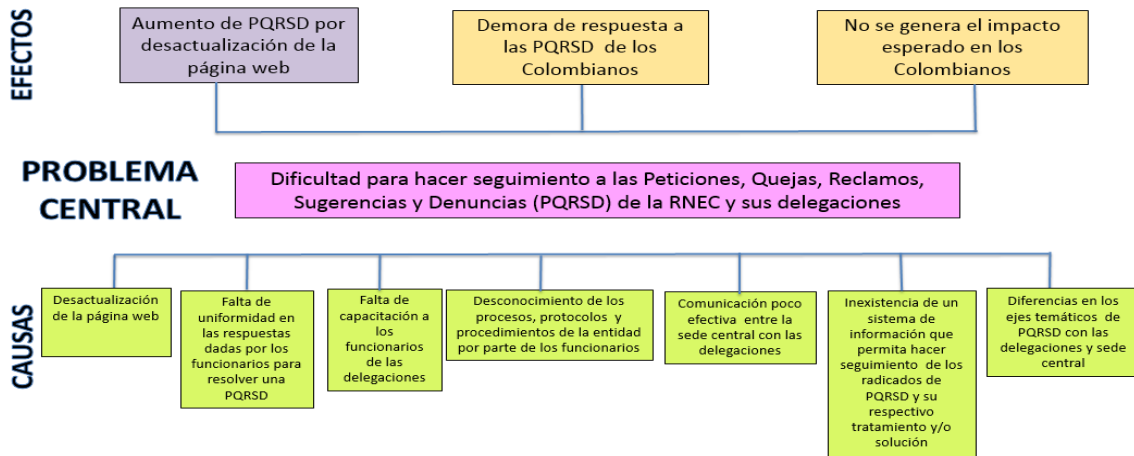 EFECTOS
Aumento de PQRSD por
desactualización de la
página web
Demora de respuesta a
las PQRSD de los
Colombianos
No se genera el impacto
esperado en los
Colombianos
PROBLEMA
CENTRAL
Dificultad para hacer seguimiento a las Peticiones, Quejas, Reclamos,
Sugerencias y Denuncias (PQRSD) de la RNEC y sus delegaciones
CAUSAS
Desactualización
de la página web
Falta de
uniformidad en
las respuestas
dadas por los
funcionarios para
resolver una
PQRSD
Falta de
capacitación a
los
funcionarios
de las
delegaciones
Desconocimiento de los
procesos, protocolos y
procedimientos de la entidad
por parte de los funcionarios
Comunicación poco
efectiva entre la
sede central con las
delegaciones
Inexistencia de un
sistema de
información que
permita hacer
seguimiento de los
radicados de
PQRSD y su
respectivo
tratamiento y/o
solución
Diferencias en los
ejes temáticos de
PQRSD con las
delegaciones y sede
central